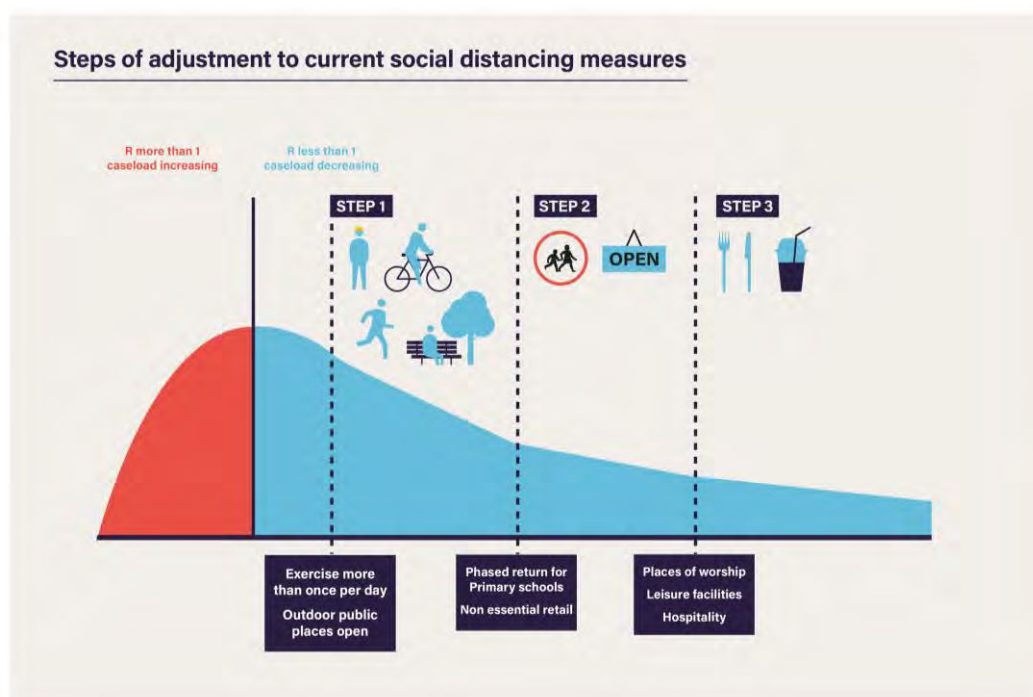 Steps of adjustment to current social distancing measures
R more than 1
caseload increasing
R less than 1
caseload decreasing
STEP 1
STEP 2
STEP 3
OPEN
Exercise more
than once per day
Outdoor public
places open
Phased return for
Primary schools
Non essential retail
Places of worship
Leisure facilities
Hospitality